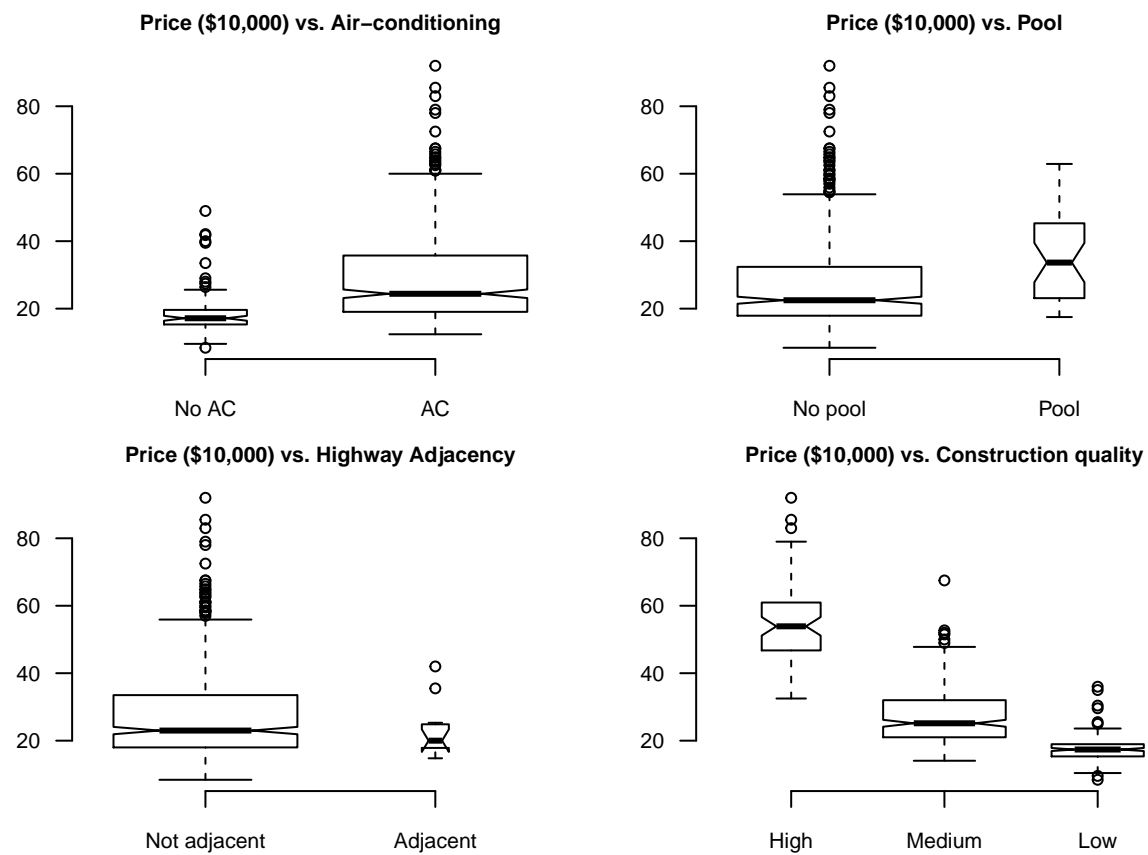 Price ($10,000) vs. Air−conditioning
80
60
40
20
No AC
AC
Price ($10,000) vs. Pool
80
60
40
20
No pool
Pool
Price ($10,000) vs. Highway Adjacency
80
60
40
20
Not adjacent
Adjacent
Price ($10,000) vs. Construction quality
80
60
40
20
High
Medium
Low